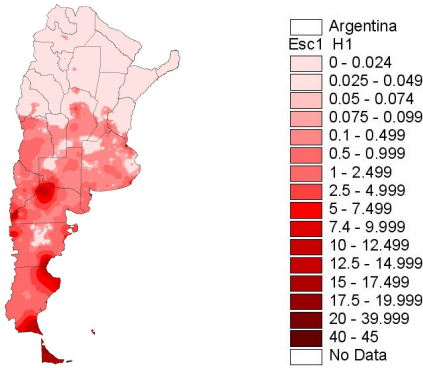 Argentina
Esc1 H1
0 - 0.024
0.025 - 0.049
0.05 - 0.074
0.075 - 0.099
0.1 - 0.499
0.5 - 0.999
1 - 2.499
2.5 - 4.999
5 - 7.499
7.4 - 9.999
10 - 12.499
12.5 - 14.999
15 - 17.499
17.5 - 19.999
20 - 39.999
40 - 45
No Data